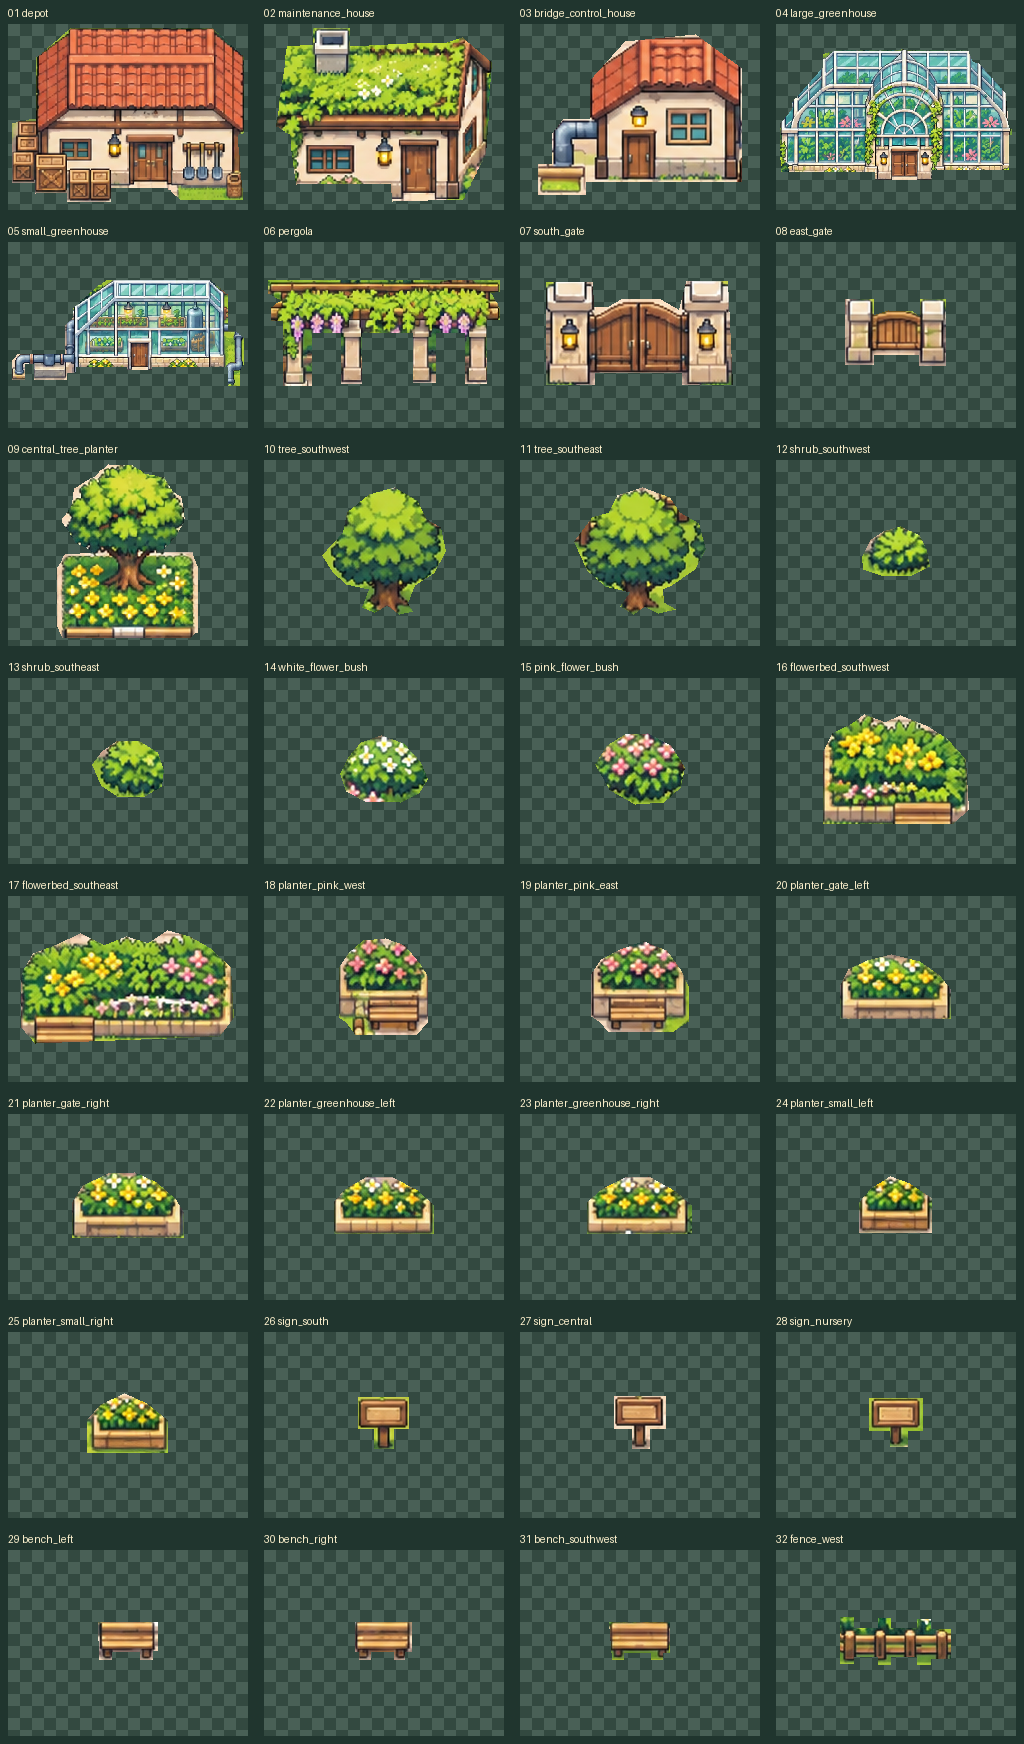 01 depot
02 maintenance_house
03 bridge_control_house
04 large_greenhouse
05 small_greenhouse
06 pergola
07 south_gate
08 east_gate
09 central_tree_planter
10 tree_southwest
11 tree_southeast
12 shrub_southwest
13 shrub_southeast
14 white_flower_bush
15 pink_flower_bush
16 flowerbed_southwest
17 flowerbed_southeast
18 planter_pink_west
19 planter_pink_east
20 planter_gate_left
21 planter_gate_right
22 planter_greenhouse_left
23 planter_greenhouse_right
24 planter_small_left
25 planter_small_right
26 sign_south
27 sign_central
28 sign_nursery
29 bench_left
30 bench_right
31 bench_southwest
32 fence_west